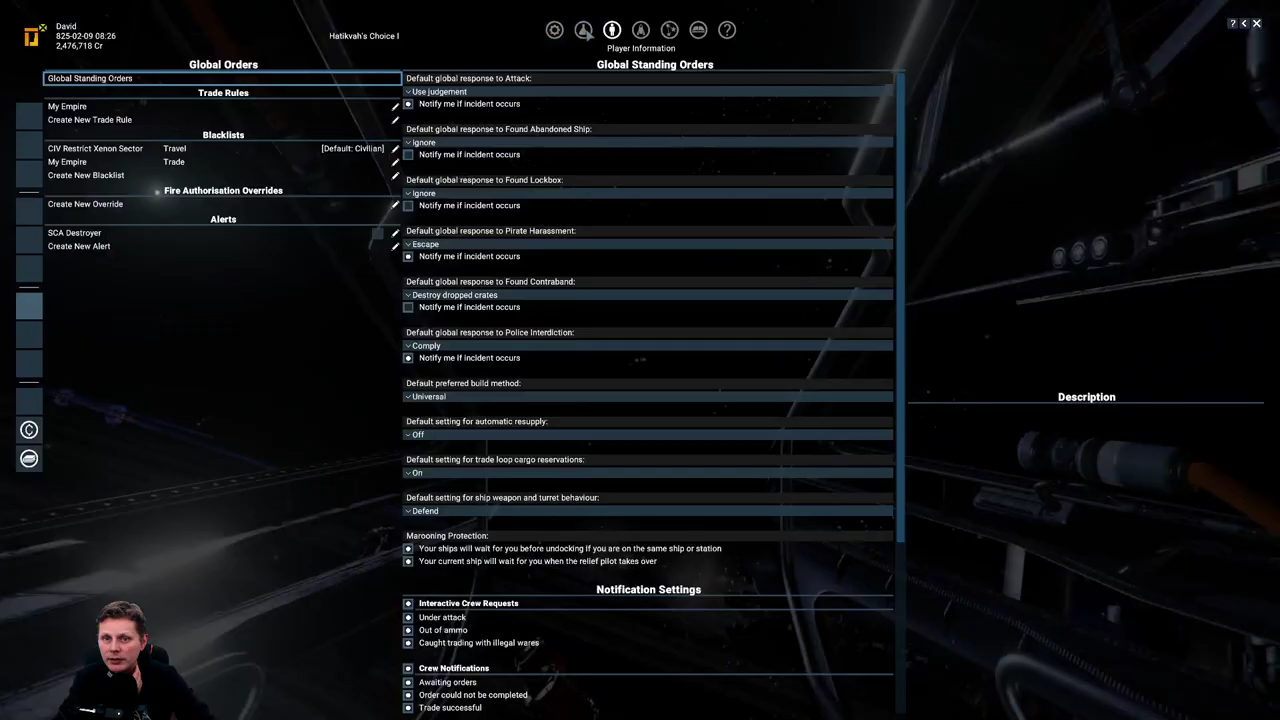 David
825-02-09 08:26
2,476,718 Cr
Hatikvah's Choice I
Player Information
Global Orders
Global Standing Orders
Trade Rules
My Empire
Create New Trade Rule
Blacklists
CIV Restrict Xenon Sector Travel [Default: Civilian]
My Empire Trade
Create New Blacklist
Fire Authorisation Overrides
Create New Override
Alerts
SCA Destroyer
Create New Alert
Global Standing Orders
Default global response to Attack:
Use judgement
Notify me if incident occurs
Default global response to Found Abandoned Ship:
Ignore
Notify me if incident occurs
Default global response to Found Lockbox:
Ignore
Notify me if incident occurs
Default global response to Pirate Harassment:
Escape
Notify me if incident occurs
Default global response to Found Contraband:
Destroy dropped crates
Notify me if incident occurs
Default global response to Police Interdiction:
Comply
Notify me if incident occurs
Default preferred build method:
Universal
Default setting for automatic resupply:
Off
Default setting for trade loop cargo reservations:
On
Default setting for ship weapon and turret behaviour:
Defend
Marooning Protection:
Your ships will wait for you before undocking if you are on the same ship or station
Your current ship will wait for you when the relief pilot takes over
Notification Settings
Interactive Crew Requests
Under attack
Out of ammo
Caught trading with illegal wares
Crew Notifications
Awaiting orders
Order could not be completed
Trade successful
Description